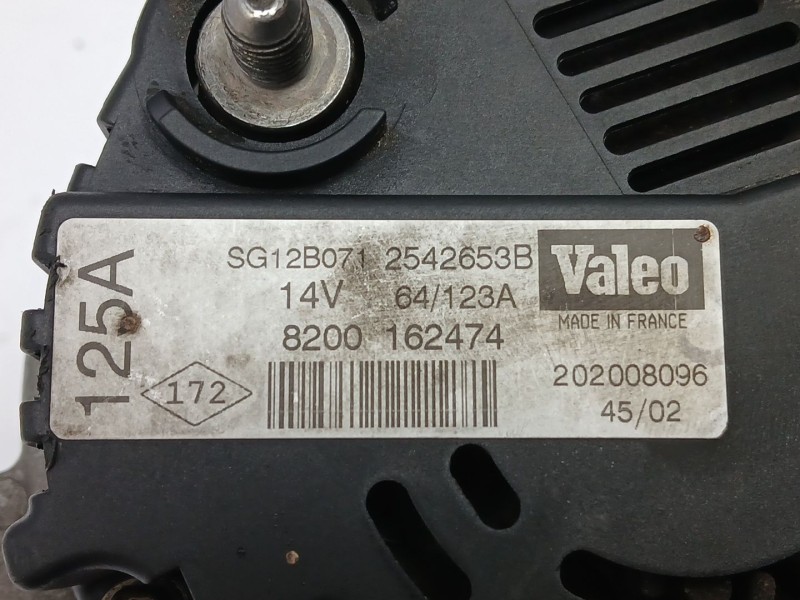 125A
SG12B071 2542653B
14V 64/123A
8200 162474
172
Valeo
MADE IN FRANCE
202008096
45/02